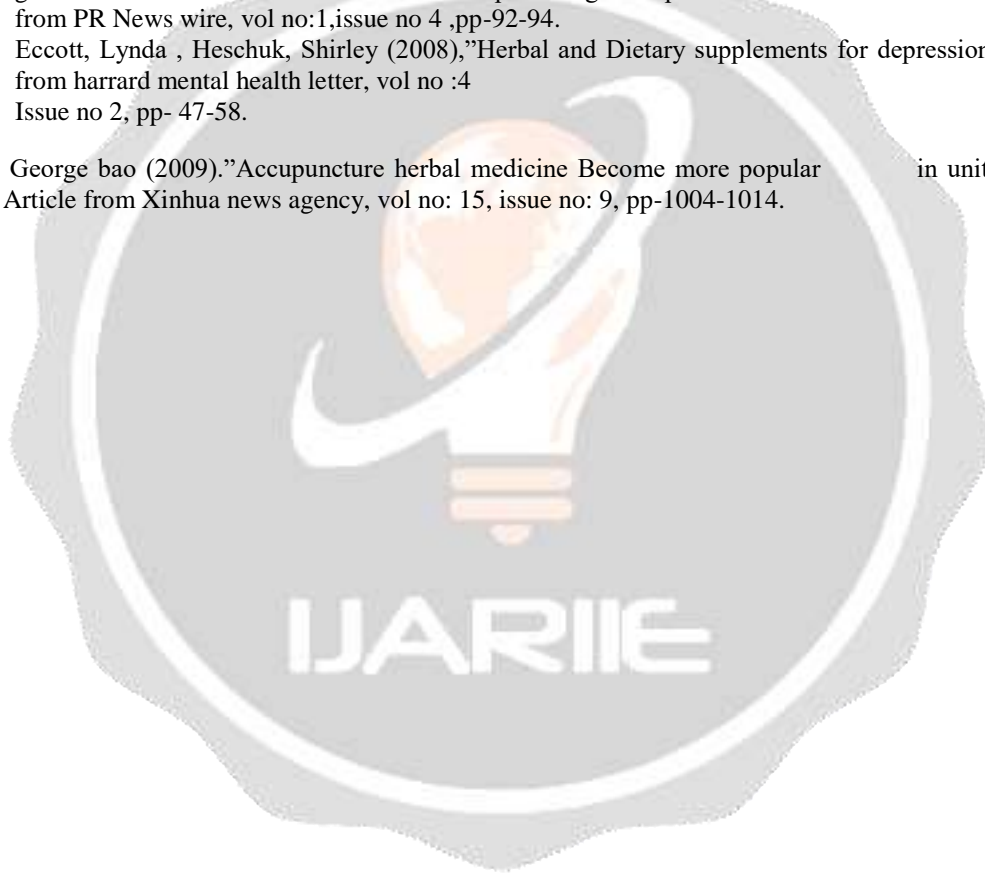 from PR News wire, vol no:1,issue no 4 ,pp-92-94.
Eccott, Lynda , Heschuk, Shirley (2008),”Herbal and Dietary supplements for depression
from harrard mental health letter, vol no :4
Issue no 2, pp- 47-58.
George bao (2009).”Accupuncture herbal medicine Become more popular in unit
Article from Xinhua news agency, vol no: 15, issue no: 9, pp-1004-1014.
IJARIIE